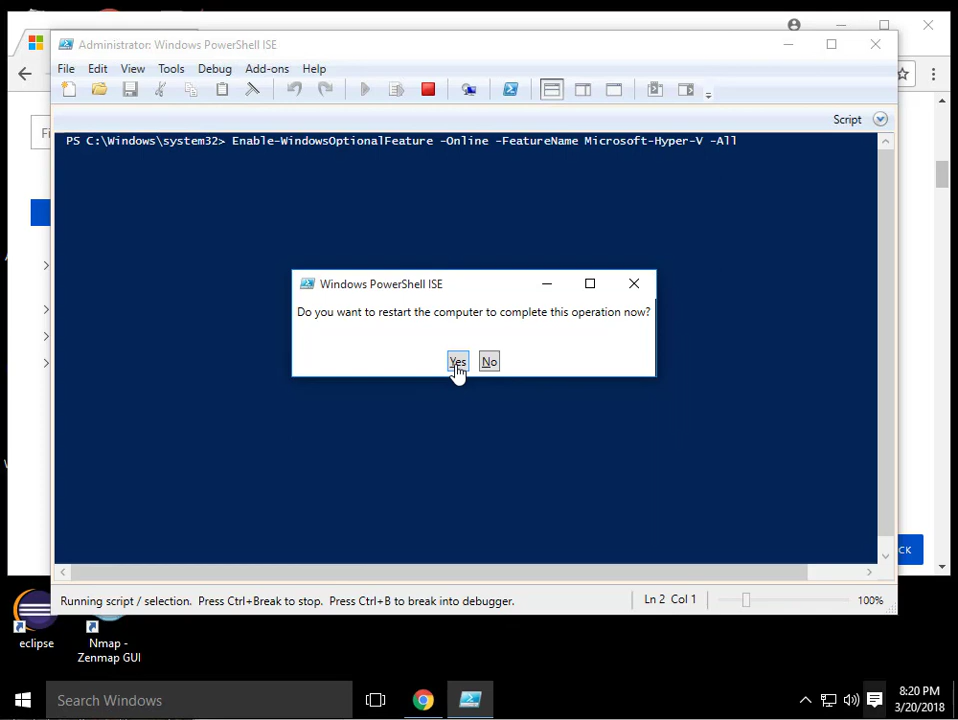 Administrator: Windows PowerShell ISE
File Edit View Tools Debug Add-ons Help
Script
PS C:\Windows\system32> Enable-WindowsOptionalFeature -Online -FeatureName Microsoft-Hyper-V -All
Windows PowerShell ISE
Do you want to restart the computer to complete this operation now?
Yes No
Running script / selection. Press Ctrl+Break to stop. Press Ctrl+B to break into debugger.
Ln 2 Col 1
100%
Fi
CK
eclipse
Nmap -
Zenmap GUI
Search Windows
8:20 PM
3/20/2018